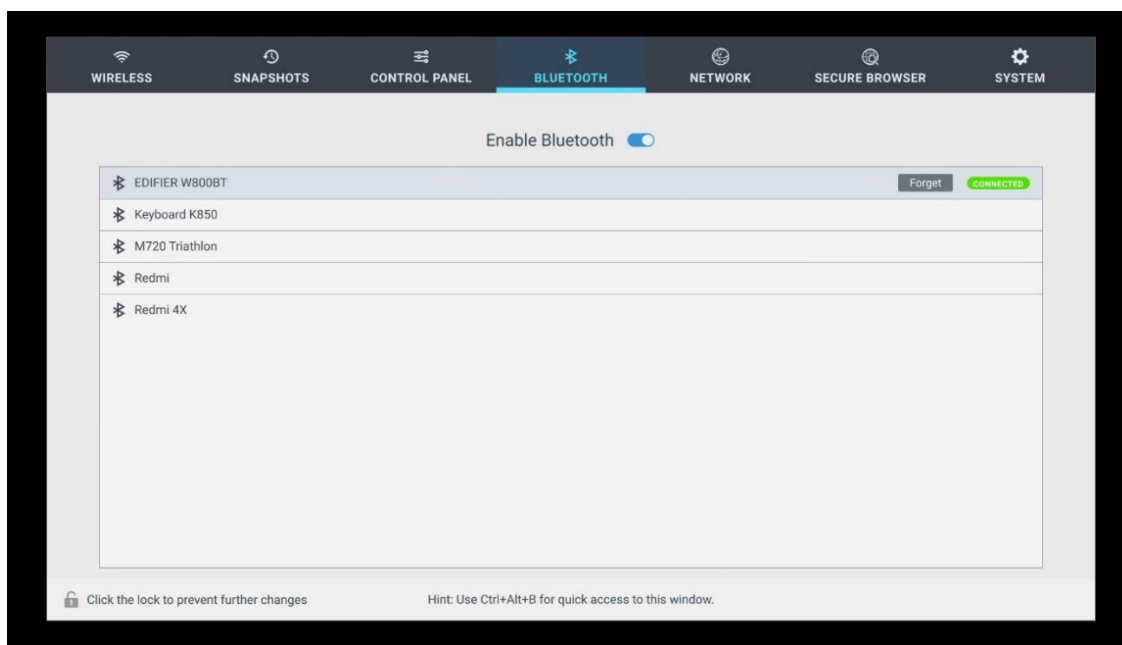 WIRELESS
SNAPSHOTS
CONTROL PANEL
BLUETOOTH
NETWORK
SECURE BROWSER
SYSTEM
Enable Bluetooth
EDIFIER W800BT
Forget
CONNECTED
Keyboard K850
M720 Triathlon
Redmi
Redmi 4X
Click the lock to prevent further changes
Hint: Use Ctrl+Alt+B for quick access to this window.